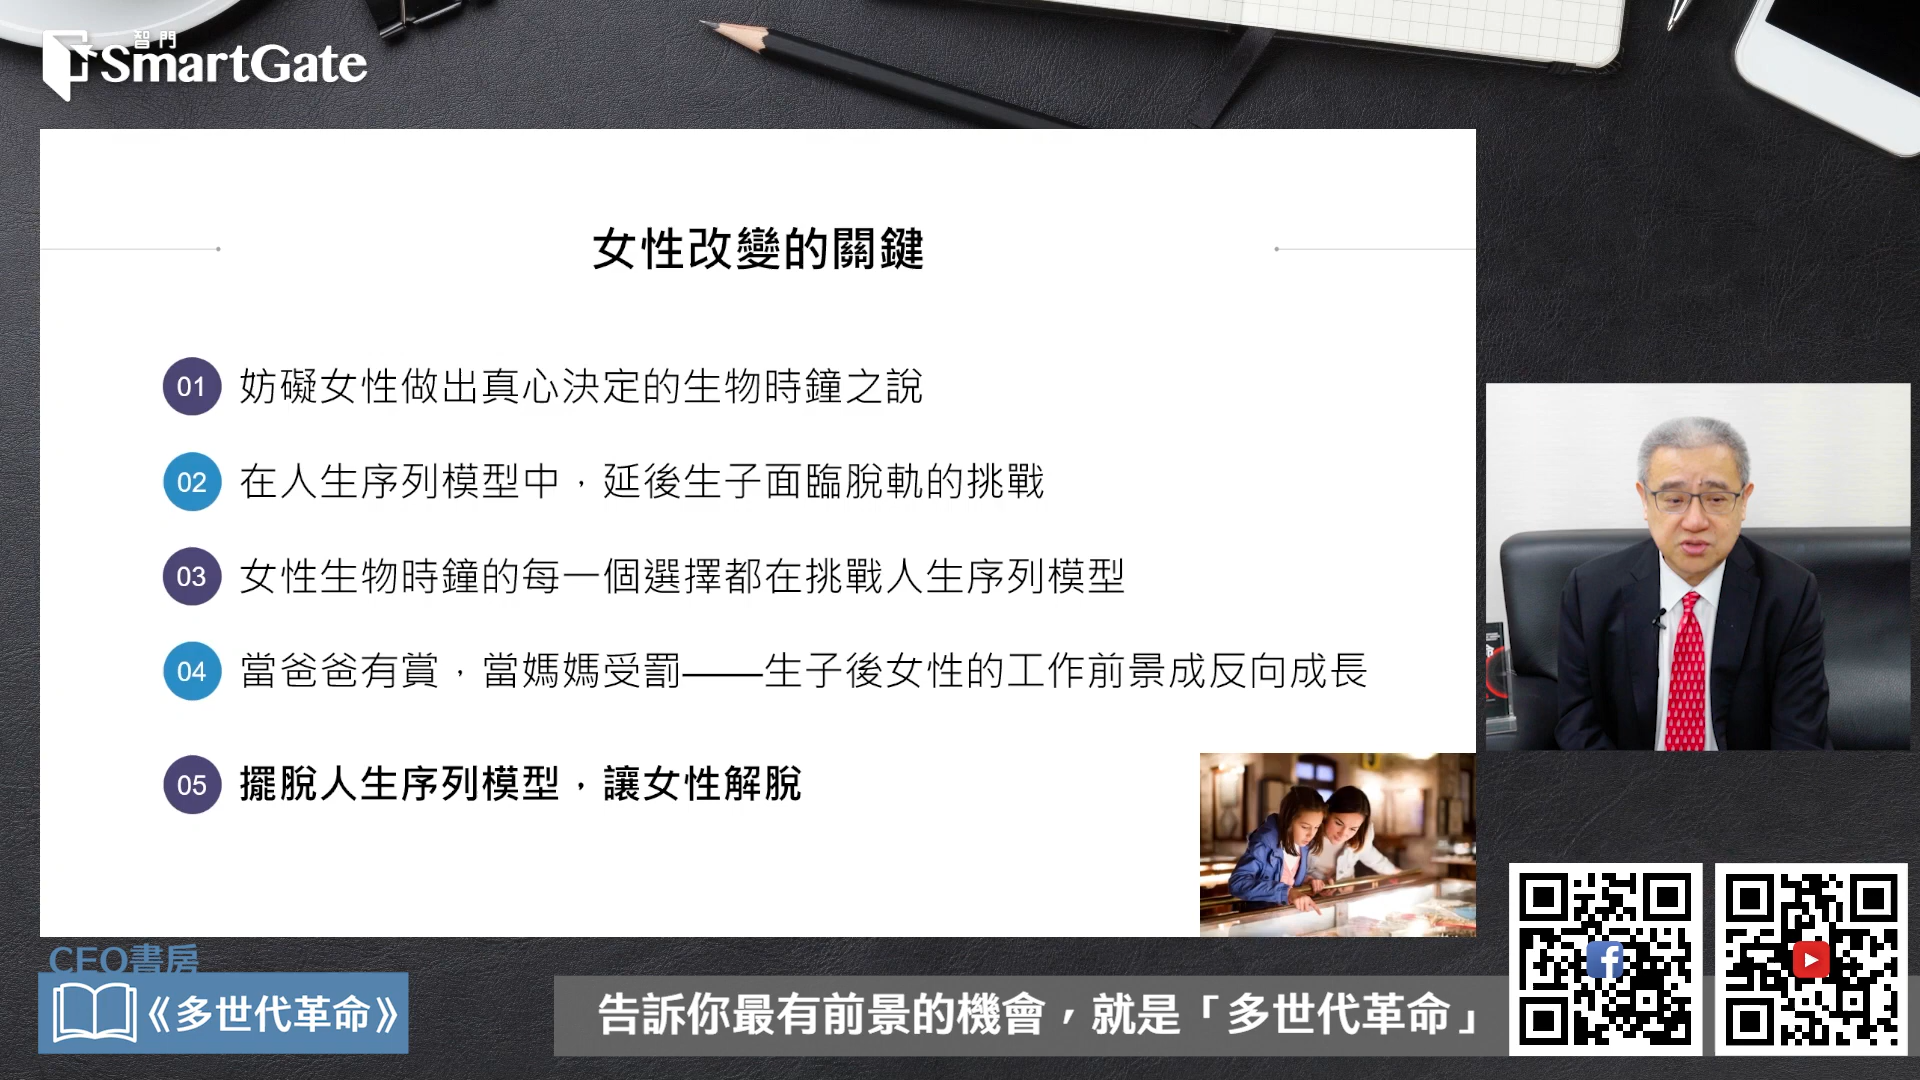 智門
SmartGate
女性改變的關鍵
01 妨礙女性做出真心決定的生物時鐘之說
02 在人生序列模型中，延後生子面臨脫軌的挑戰
03 女性生物時鐘的每一個選擇都在挑戰人生序列模型
04 當爸爸有賞，當媽媽受罰——生子後女性的工作前景成反向成長
05 擺脫人生序列模型，讓女性解脫
CEO書房
《多世代革命》
告訴你最有前景的機會，就是「多世代革命」